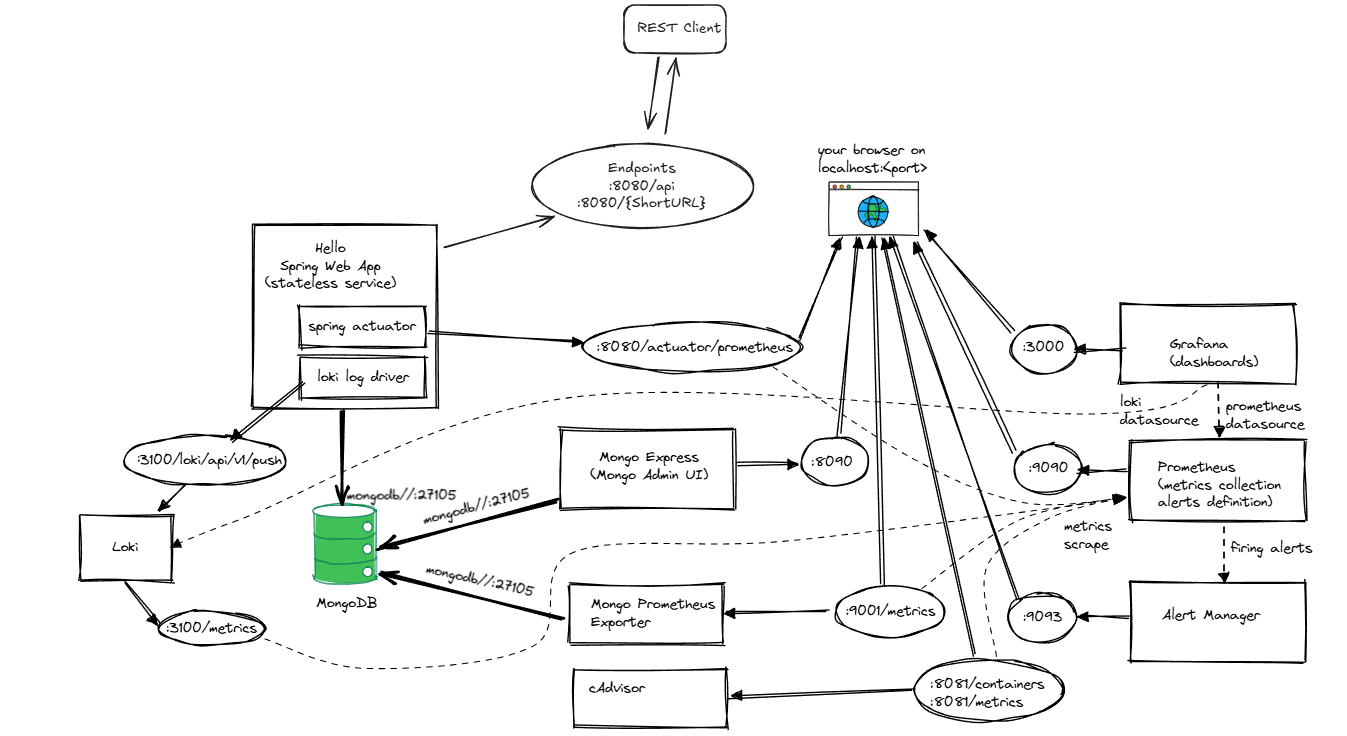 REST Client
Endpoints
:8080/api
:8080/{ShortURL}
your browser on
localhost:<port>
Hello
Spring Web App
(stateless service)
spring actuator
loki log driver
:8080/actuator/prometheus
:3000
Grafana
(dashboards)
loki
datasource
prometheus
datasource
:3100/loki/api/v1/push
Mongo Express
(Mongo Admin UI)
:8090
:9090
Prometheus
(metrics collection
alerts definition)
mongodb//:27105
mongodb//:27105
metrics
scrape
firing alerts
Loki
mongodb//:27105
MongoDB
:3100/metrics
Mongo Prometheus
Exporter
:9001/metrics
:9093
Alert Manager
cAdvisor
:8081/containers
:8081/metrics